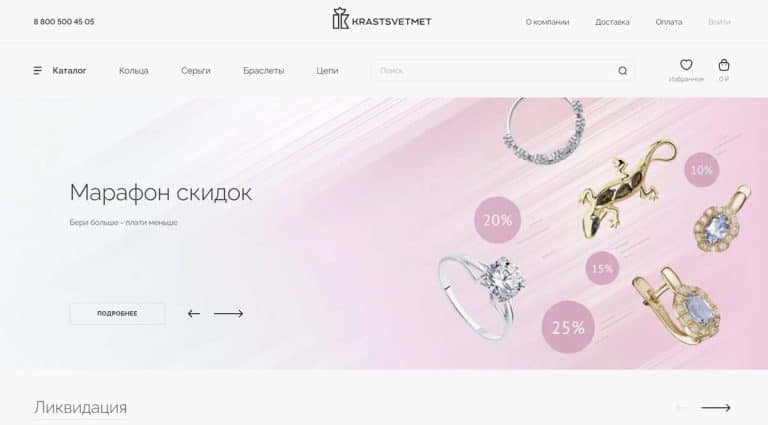 8 800 500 45 05
KRASTSVETMET
О компании
Доставка
Оплата
Войти
Каталог
Кольца
Серьги
Браслеты
Цепи
Поиск
Избранное
0 ₽
Марафон скидок
Бери больше - плати меньше
10%
20%
15%
25%
ПОДРОБНЕЕ
Ликвидация